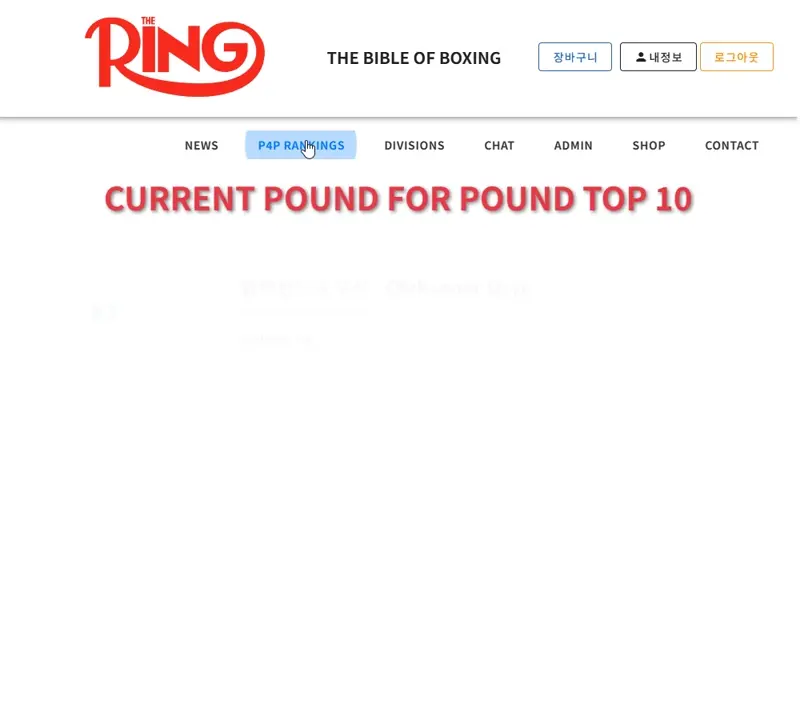 THE RING
THE BIBLE OF BOXING
장바구니
내정보
로그아웃
NEWS
P4P RANKINGS
DIVISIONS
CHAT
ADMIN
SHOP
CONTACT
CURRENT POUND FOR POUND TOP 10